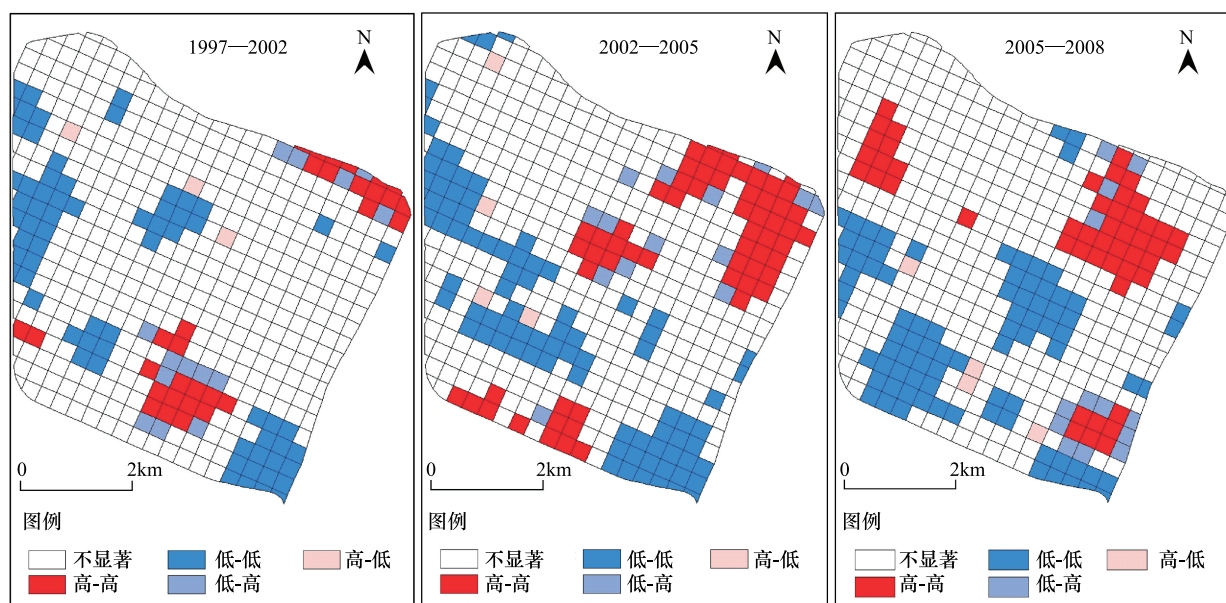 1997—2002
N
0 2km
图例
不显著 低-低 高-低
高-高 低-高
2002—2005
N
0 2km
图例
不显著 低-低 高-低
高-高 低-高
2005—2008
N
0 2km
图例
不显著 低-低 高-低
高-高 低-高